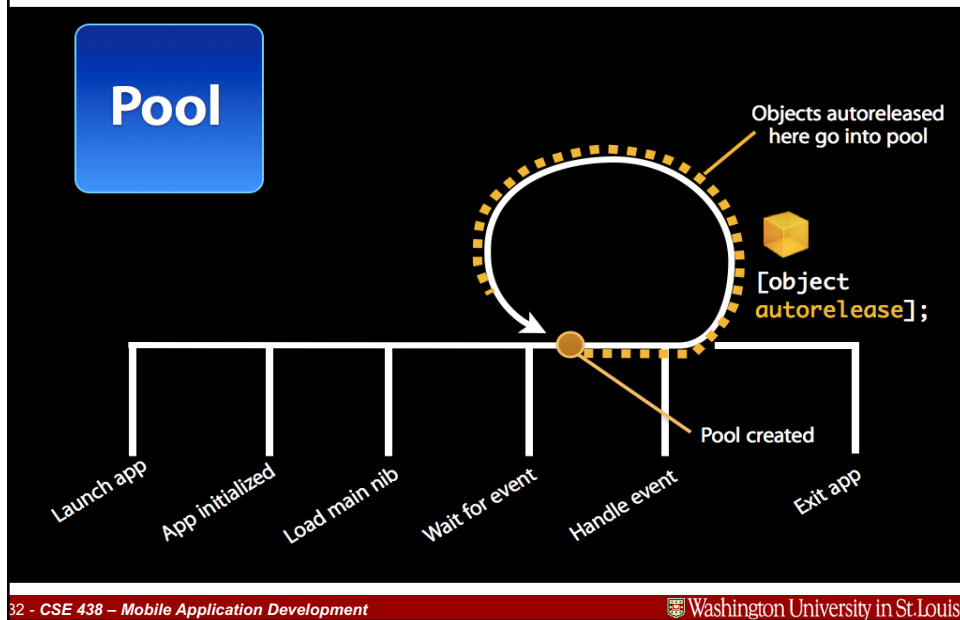 Pool
Objects autoreleased
here go into pool
[object
autorelease];
Pool created
Launch app
App initialized
Load main nib
Wait for event
Handle event
Exit app
32 - CSE 438 – Mobile Application Development
Washington University in St.Louis